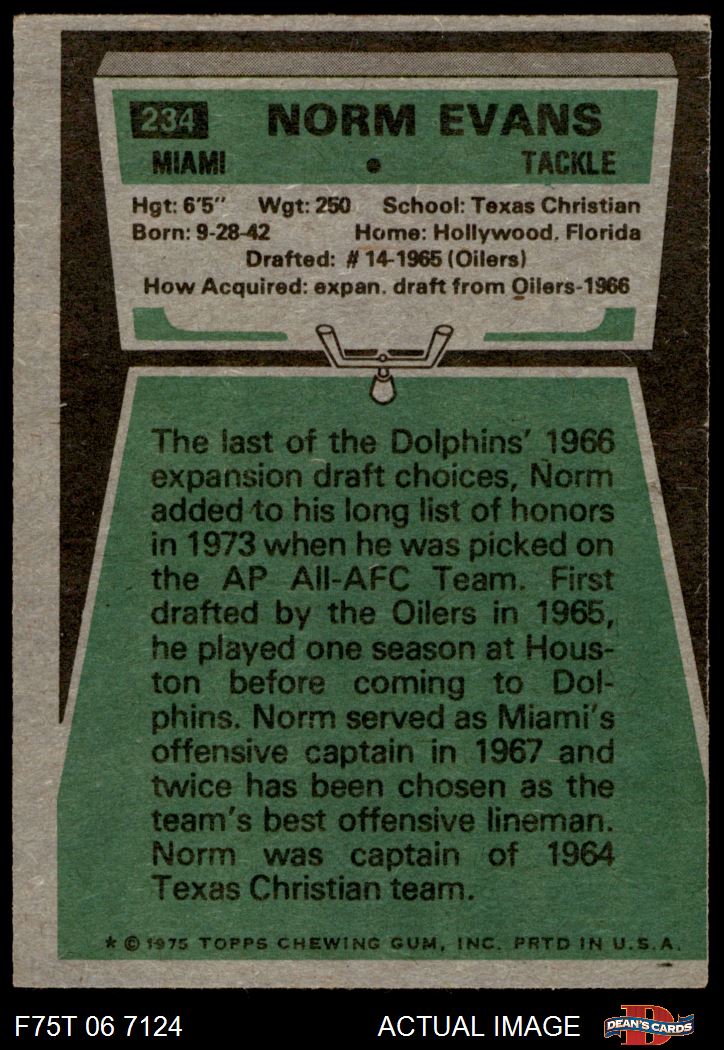 234 NORM EVANS
MIAMI • TACKLE
Hgt: 6'5" Wgt: 250 School: Texas Christian
Born: 9-28-42 Home: Hollywood, Florida
Drafted: # 14-1965 (Oilers)
How Acquired: expan. draft from Oilers-1966
The last of the Dolphins' 1966
expansion draft choices, Norm
added to his long list of honors
in 1973 when he was picked on
the AP All-AFC Team. First
drafted by the Oilers in 1965,
he played one season at Hous-
ton before coming to Dol-
phins. Norm served as Miami's
offensive captain in 1967 and
twice has been chosen as the
team's best offensive lineman.
Norm was captain of 1964
Texas Christian team.
* © 1975 TOPPS CHEWING GUM, INC. PRTD IN U.S.A.
F75T 06 7124 ACTUAL IMAGE D DEAN'S CARDS